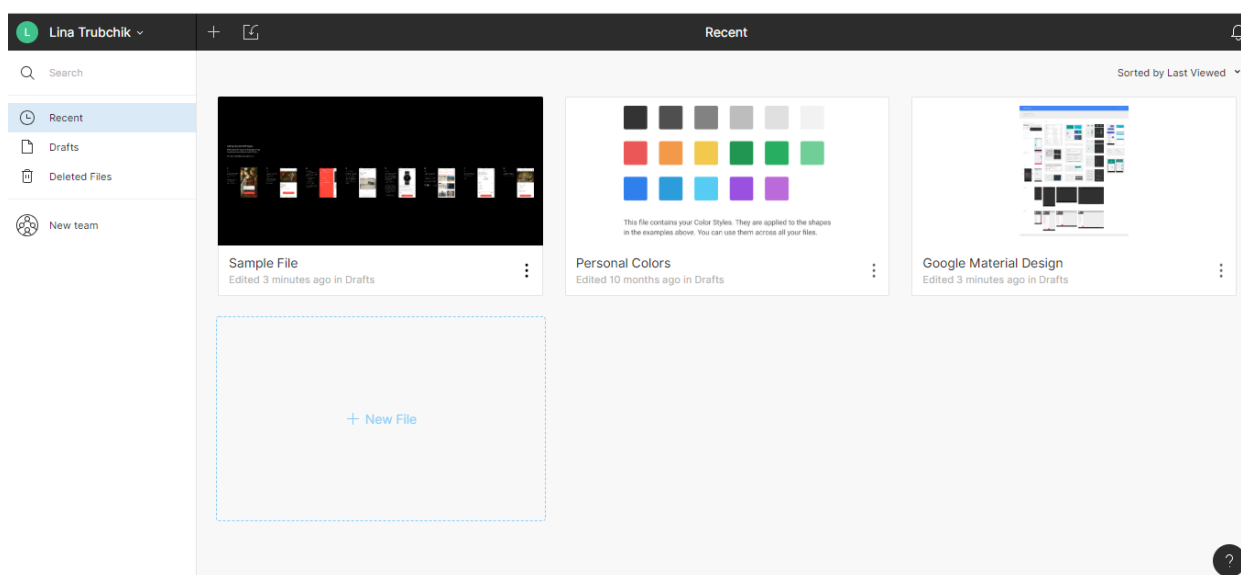 L Lina Trubchik
Recent
Search
Sorted by Last Viewed
Recent
Drafts
Deleted Files
New team
This file contains your Color Styles. They are applied to the shapes
in the examples above. You can use them across all your files.
Sample File
Edited 3 minutes ago in Drafts
Personal Colors
Edited 10 months ago in Drafts
Google Material Design
Edited 3 minutes ago in Drafts
+ New File
?